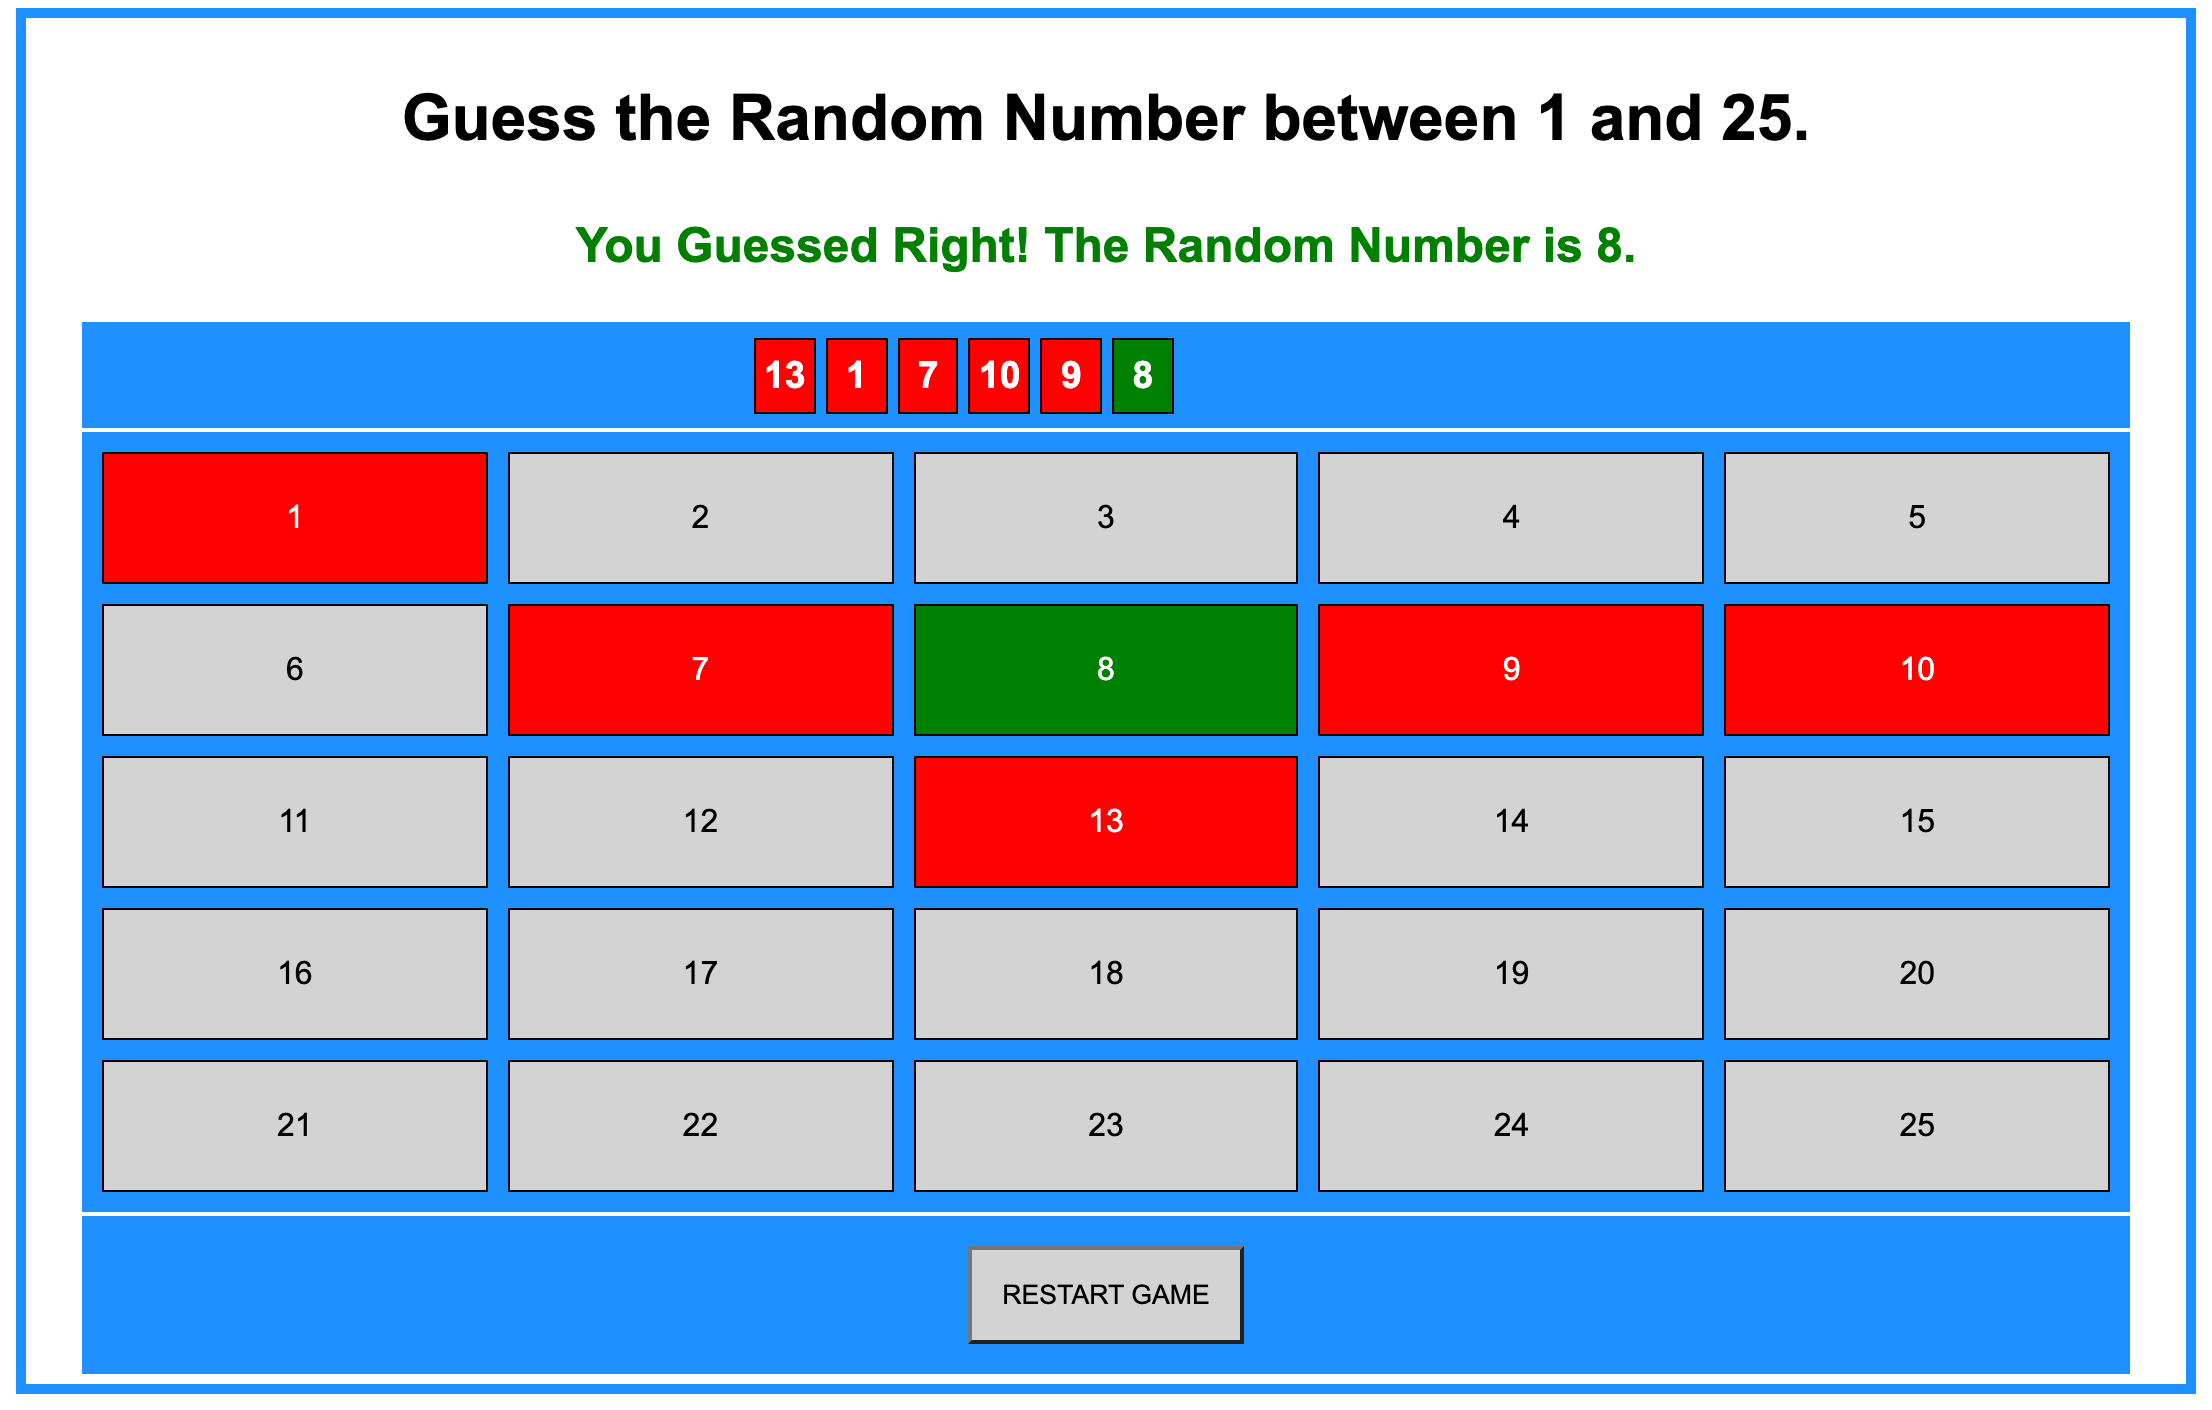 Guess the Random Number between 1 and 25.
You Guessed Right! The Random Number is 8.
13 1 7 10 9 8
1 2 3 4 5
6 7 8 9 10
11 12 13 14 15
16 17 18 19 20
21 22 23 24 25
RESTART GAME